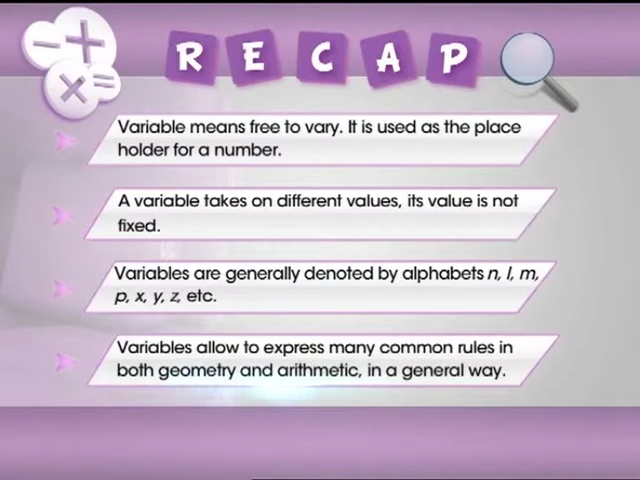 RECAP
Variable means free to vary. It is used as the place
holder for a number.
A variable takes on different values, its value is not
fixed.
Variables are generally denoted by alphabets n, l, m,
p, x, y, z, etc.
Variables allow to express many common rules in
both geometry and arithmetic, in a general way.